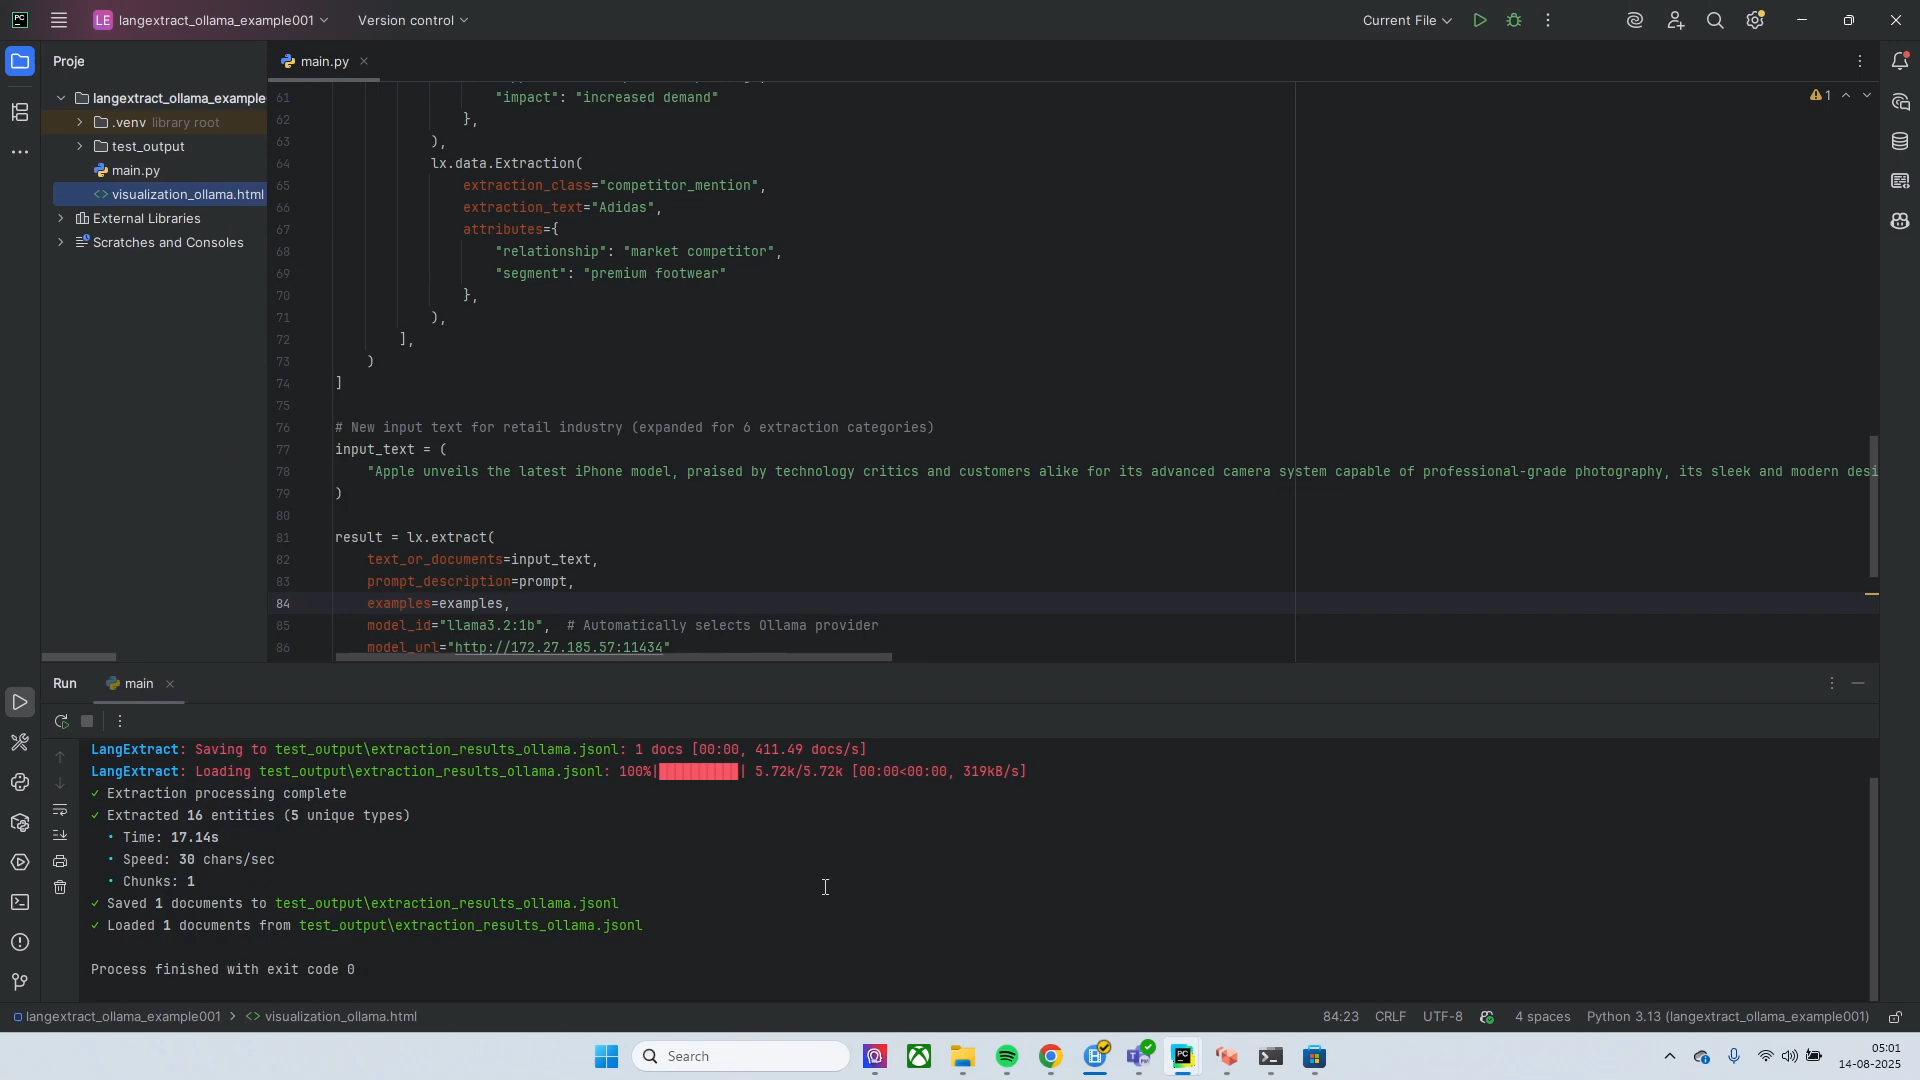 PC
LE langextract_ollama_example001
Version control
Current File
Proje
main.py
langextract_ollama_example
.venv library root
test_output
main.py
<> visualization_ollama.html
External Libraries
Scratches and Consoles
1
61 "impact": "increased demand"
62 },
63 ),
64 lx.data.Extraction(
65 extraction_class="competitor_mention",
66 extraction_text="Adidas",
67 attributes={
68 "relationship": "market competitor",
69 "segment": "premium footwear"
70 },
71 ),
72 ],
73 )
74 ]
75
76 # New input text for retail industry (expanded for 6 extraction categories)
77 input_text = (
78 "Apple unveils the latest iPhone model, praised by technology critics and customers alike for its advanced camera system capable of professional-grade photography, its sleek and modern desi
79 )
80
81 result = lx.extract(
82 text_or_documents=input_text,
83 prompt_description=prompt,
84 examples=examples,
85 model_id="llama3.2:1b", # Automatically selects Ollama provider
86 model_url="http://172.27.185.57:11434"
Run main
LangExtract: Saving to test_output\extraction_results_ollama.jsonl: 1 docs [00:00, 411.49 docs/s]
LangExtract: Loading test_output\extraction_results_ollama.jsonl: 100%|██████████| 5.72k/5.72k [00:00<00:00, 319kB/s]
✓ Extraction processing complete
✓ Extracted 16 entities (5 unique types)
• Time: 17.14s
• Speed: 30 chars/sec
• Chunks: 1
✓ Saved 1 documents to test_output\extraction_results_ollama.jsonl
✓ Loaded 1 documents from test_output\extraction_results_ollama.jsonl
Process finished with exit code 0
langextract_ollama_example001 > <> visualization_ollama.html
84:23 CRLF UTF-8 4 spaces Python 3.13 (langextract_ollama_example001)
Search
PC
05:01
14-08-2025